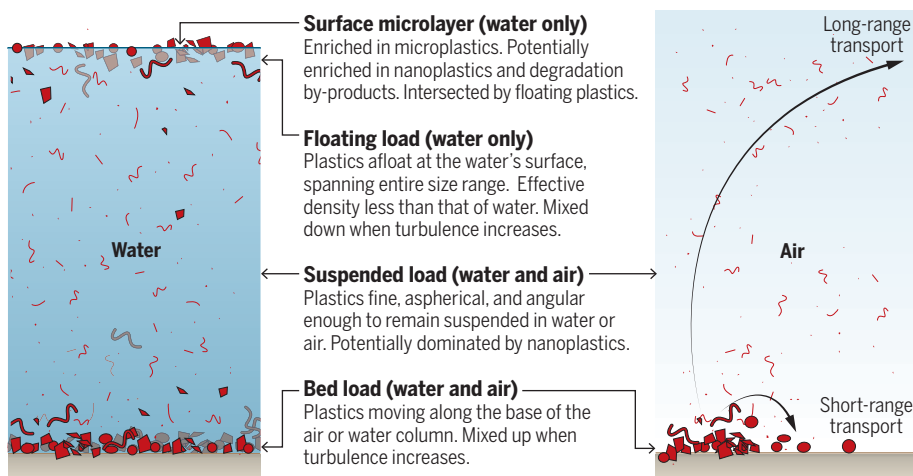 Surface microlayer (water only)
Enriched in microplastics. Potentially
enriched in nanoplastics and degradation
by-products. Intersected by floating plastics.
Floating load (water only)
Plastics afloat at the water’s surface,
spanning entire size range. Effective
density less than that of water. Mixed
down when turbulence increases.
Water
Suspended load (water and air)
Plastics fine, aspherical, and angular
enough to remain suspended in water or
air. Potentially dominated by nanoplastics.
Bed load (water and air)
Plastics moving along the base of the
air or water column. Mixed up when
turbulence increases.
Long-range
transport
Air
Short-range
transport